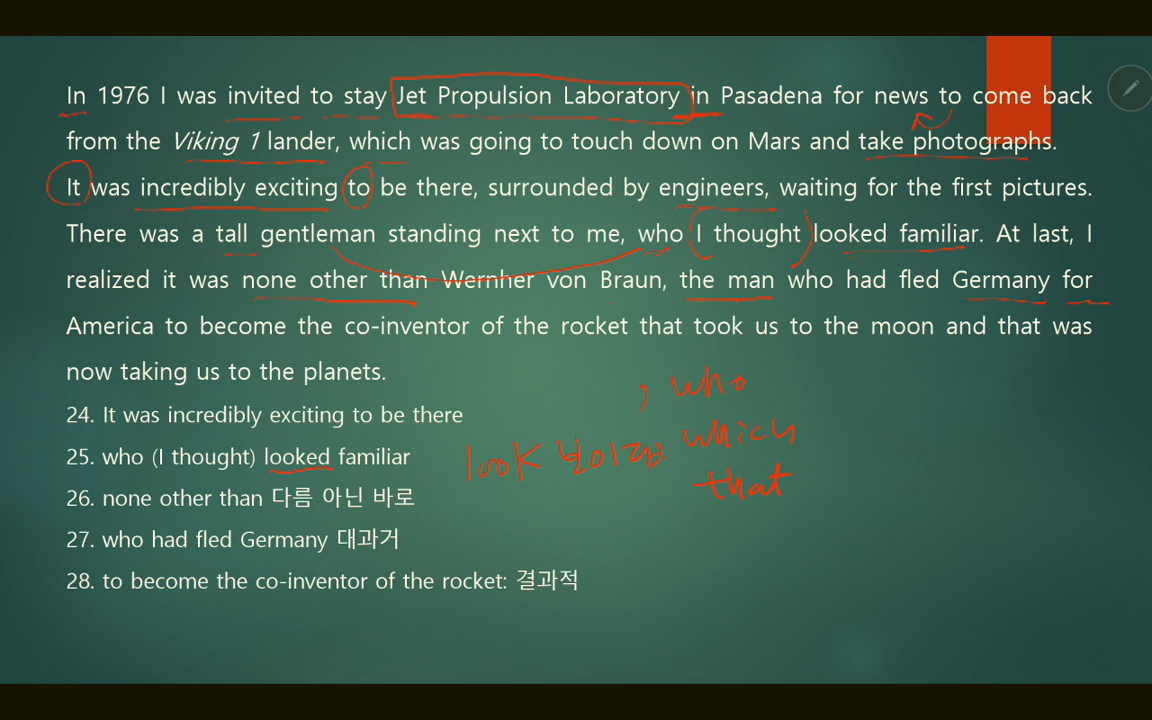 In 1976 I was invited to stay Jet Propulsion Laboratory in Pasadena for news to come back
from the Viking 1 lander, which was going to touch down on Mars and take photographs.
It was incredibly exciting to be there, surrounded by engineers, waiting for the first pictures.
There was a tall gentleman standing next to me, who I thought looked familiar. At last, I
realized it was none other than Wernher von Braun, the man who had fled Germany for
America to become the co-inventor of the rocket that took us to the moon and that was
now taking us to the planets.
24. It was incredibly exciting to be there
25. who (I thought) looked familiar
26. none other than 다름 아닌 바로
27. who had fled Germany 대과거
28. to become the co-inventor of the rocket: 결과적
, who
which
that
look 보이다.